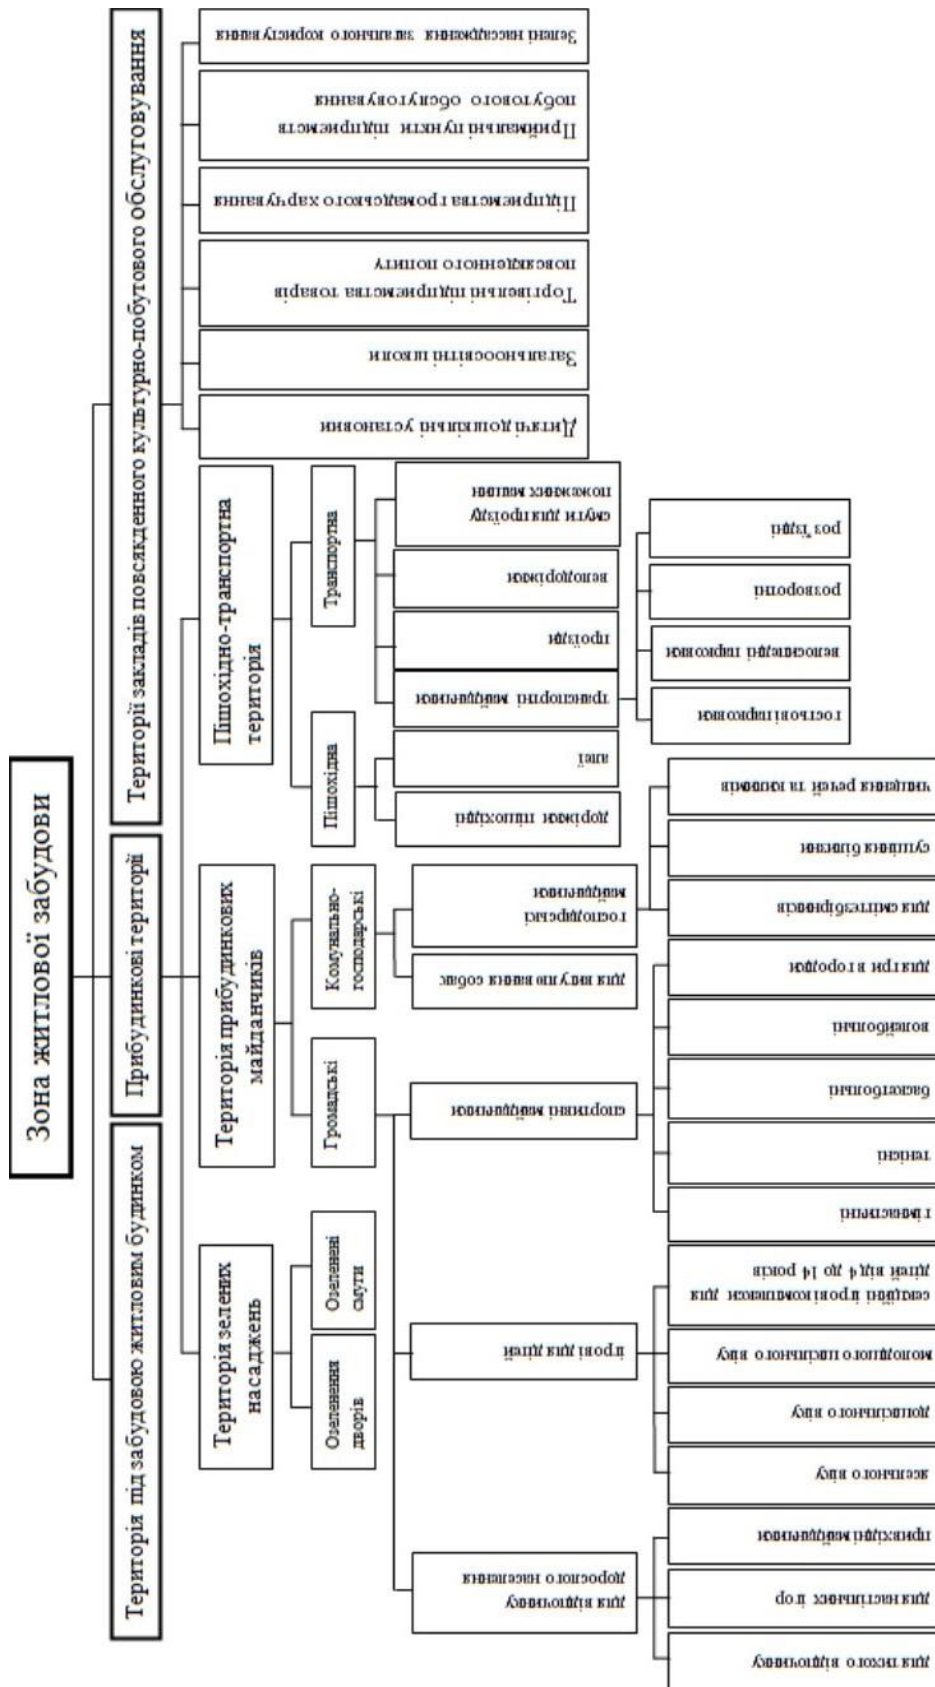 Зона житлової забудови
Територія під забудовою житловим будинком
Прибудинкові території
Території закладів повсякденного культурно-побутового обслуговування
Територія зелених
насаджень
Територія прибудинкових
майданчиків
Пішохідно-транспортна
територія
Озеленення
дворів
Озеленені
смуги
Громадські
Комунально-
господарські
Пішохідна
Транспортна
для відпочинку
дорослого населення
ігрові для дітей
спортивні майданчики
для вигулювання собак
господарські
майданчики
доріжки пішохідні
алеї
транспортні майданчики
проїзди
велодоріжки
смуги для проїзду
пожежних машин
для тихого відпочинку
для настільних ігор
привхідні майданчики
ясельного віку
дошкільного віку
молодшого шкільного віку
секційні ігрові комплекси для
дітей від 4 до 14 років
гімнастичні
тенісні
баскетбольні
волейбольні
для гри в городки
для сміттєзбірників
сушіння білизни
чищення речей та килимів
гостьові парковки
велосипедні парковки
розворотні
роз'їздні
Дитячі дошкільні установи
Загальноосвітні школи
Торгівельні підприємства товарів
повсякденного попиту
Підприємства громадського харчування
Приймальні пункти підприємств
побутового обслуговування
Зелені насадження загального користування